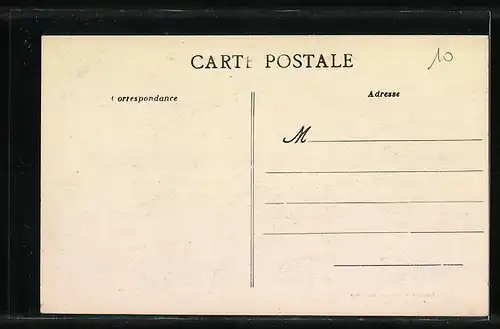 CARTE POSTALE
10
Correspondance
Adresse
M